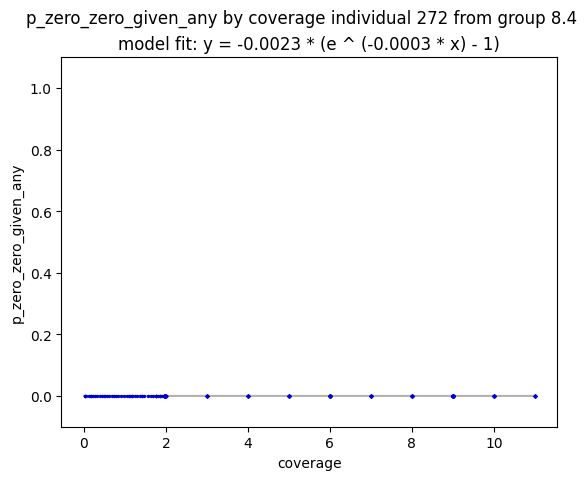 p_zero_zero_given_any by coverage individual 272 from group 8.4
model fit: y = -0.0023 * (e ^ (-0.0003 * x) - 1)
1.0
0.8
0.6
0.4
0.2
0.0
p_zero_zero_given_any
0 2 4 6 8 10
coverage